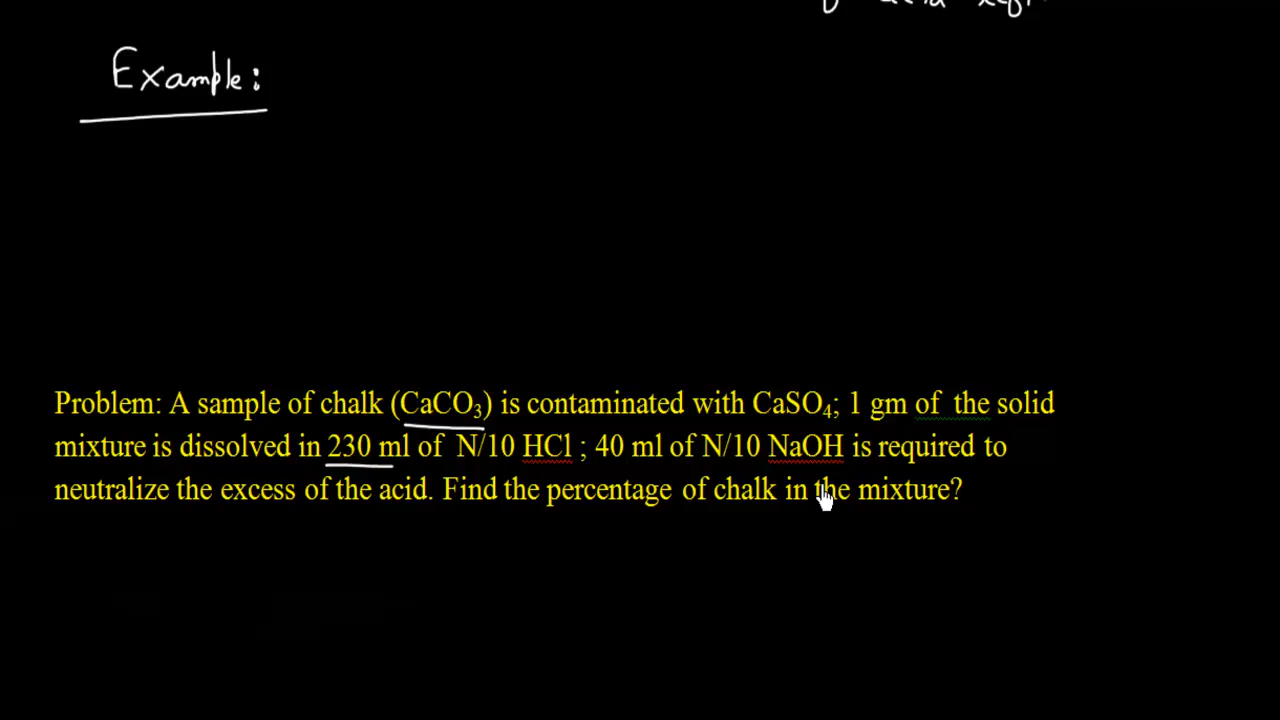 Example:
Problem: A sample of chalk (CaCO₃) is contaminated with CaSO₄; 1 gm of the solid
mixture is dissolved in 230 ml of N/10 HCl ; 40 ml of N/10 NaOH is required to
neutralize the excess of the acid. Find the percentage of chalk in the mixture?